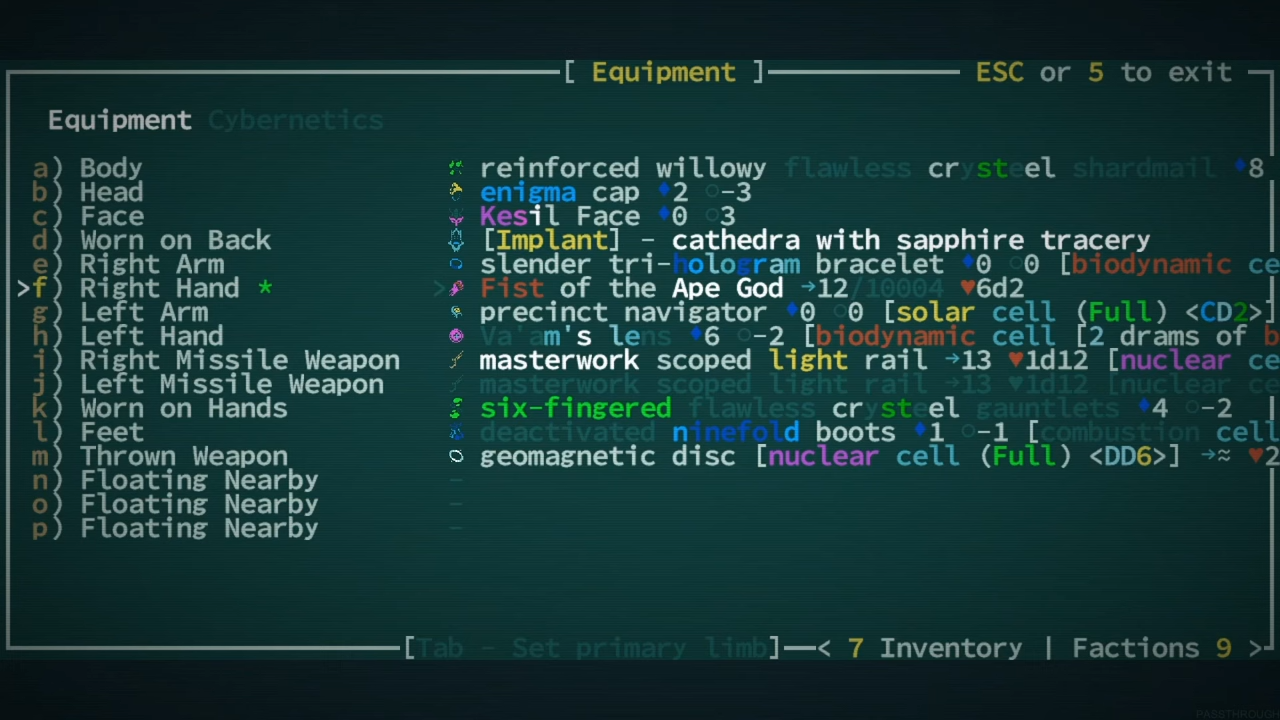 [ Equipment ] ESC or 5 to exit
Equipment Cybernetics
a) Body reinforced willowy flawless crysteel shardmail ♦8
b) Head enigma cap ♦2 ○-3
c) Face Kesil Face ♦0 ○3
d) Worn on Back [Implant] - cathedra with sapphire tracery
e) Right Arm slender tri-hologram bracelet ♦0 ○0 [biodynamic ce
>f) Right Hand * > Fist of the Ape God →12/10004 ♥6d2
g) Left Arm precinct navigator ♦0 ○0 [solar cell (Full) <CD2>]
h) Left Hand Va'am's lens ♦6 ○-2 [biodynamic cell [2 drams of b
i) Right Missile Weapon masterwork scoped light rail →13 ♥1d12 [nuclear ce
j) Left Missile Weapon masterwork scoped light rail →13 ♥1d12 [nuclear ce
k) Worn on Hands six-fingered flawless crysteel gauntlets ♦4 ○-2
l) Feet deactivated ninefold boots ♦1 ○-1 [combustion cell
m) Thrown Weapon geomagnetic disc [nuclear cell (Full) <DD6>] →≈ ♥2
n) Floating Nearby -
o) Floating Nearby -
p) Floating Nearby -
[Tab - Set primary limb] < 7 Inventory | Factions 9 >